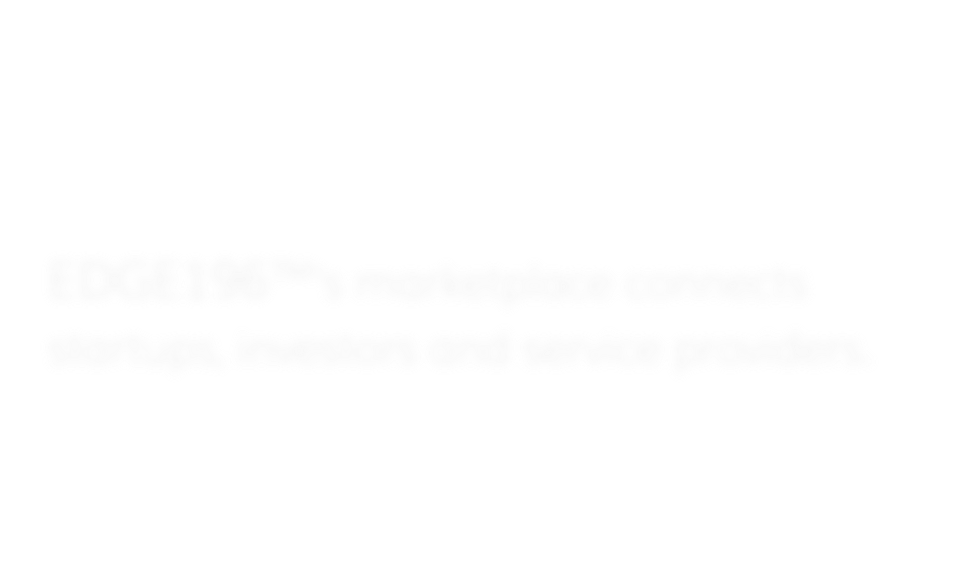 EDGE196™'s marketplace connects
startups, investors and service providers.